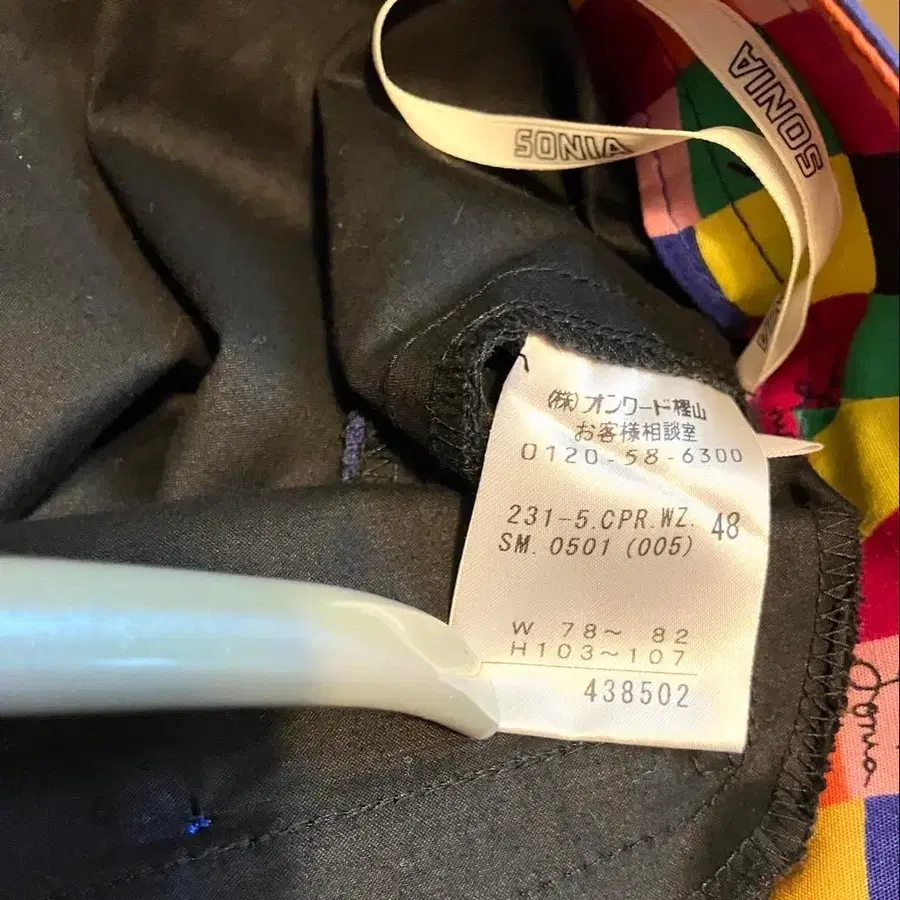 SONIA
SONIA
(株)オンワード樫山
お客様相談室
0120-58-6300
231-5.CPR.WZ. 48
SM. 0501 (005)
W 78~ 82
H103~107
438502
Sonia